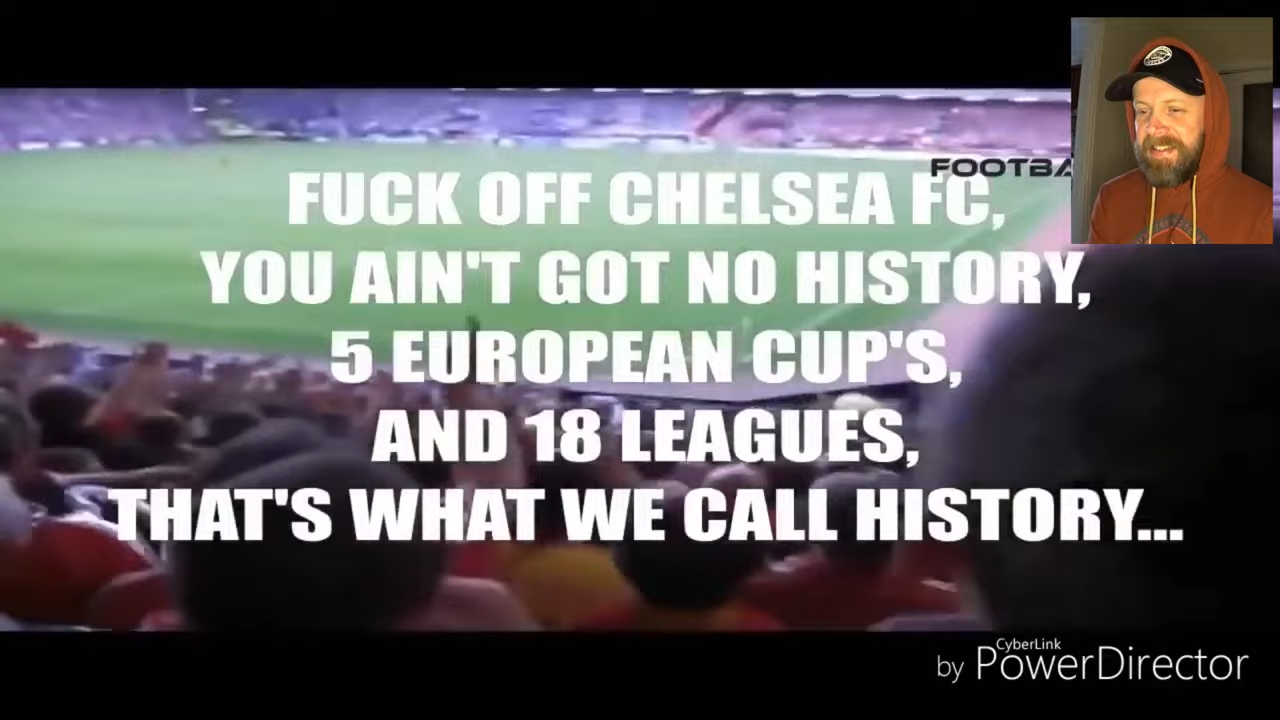 FOOTBA
FUCK OFF CHELSEA FC,
YOU AIN'T GOT NO HISTORY,
5 EUROPEAN CUP'S,
AND 18 LEAGUES,
THAT'S WHAT WE CALL HISTORY...
CyberLink
by PowerDirector